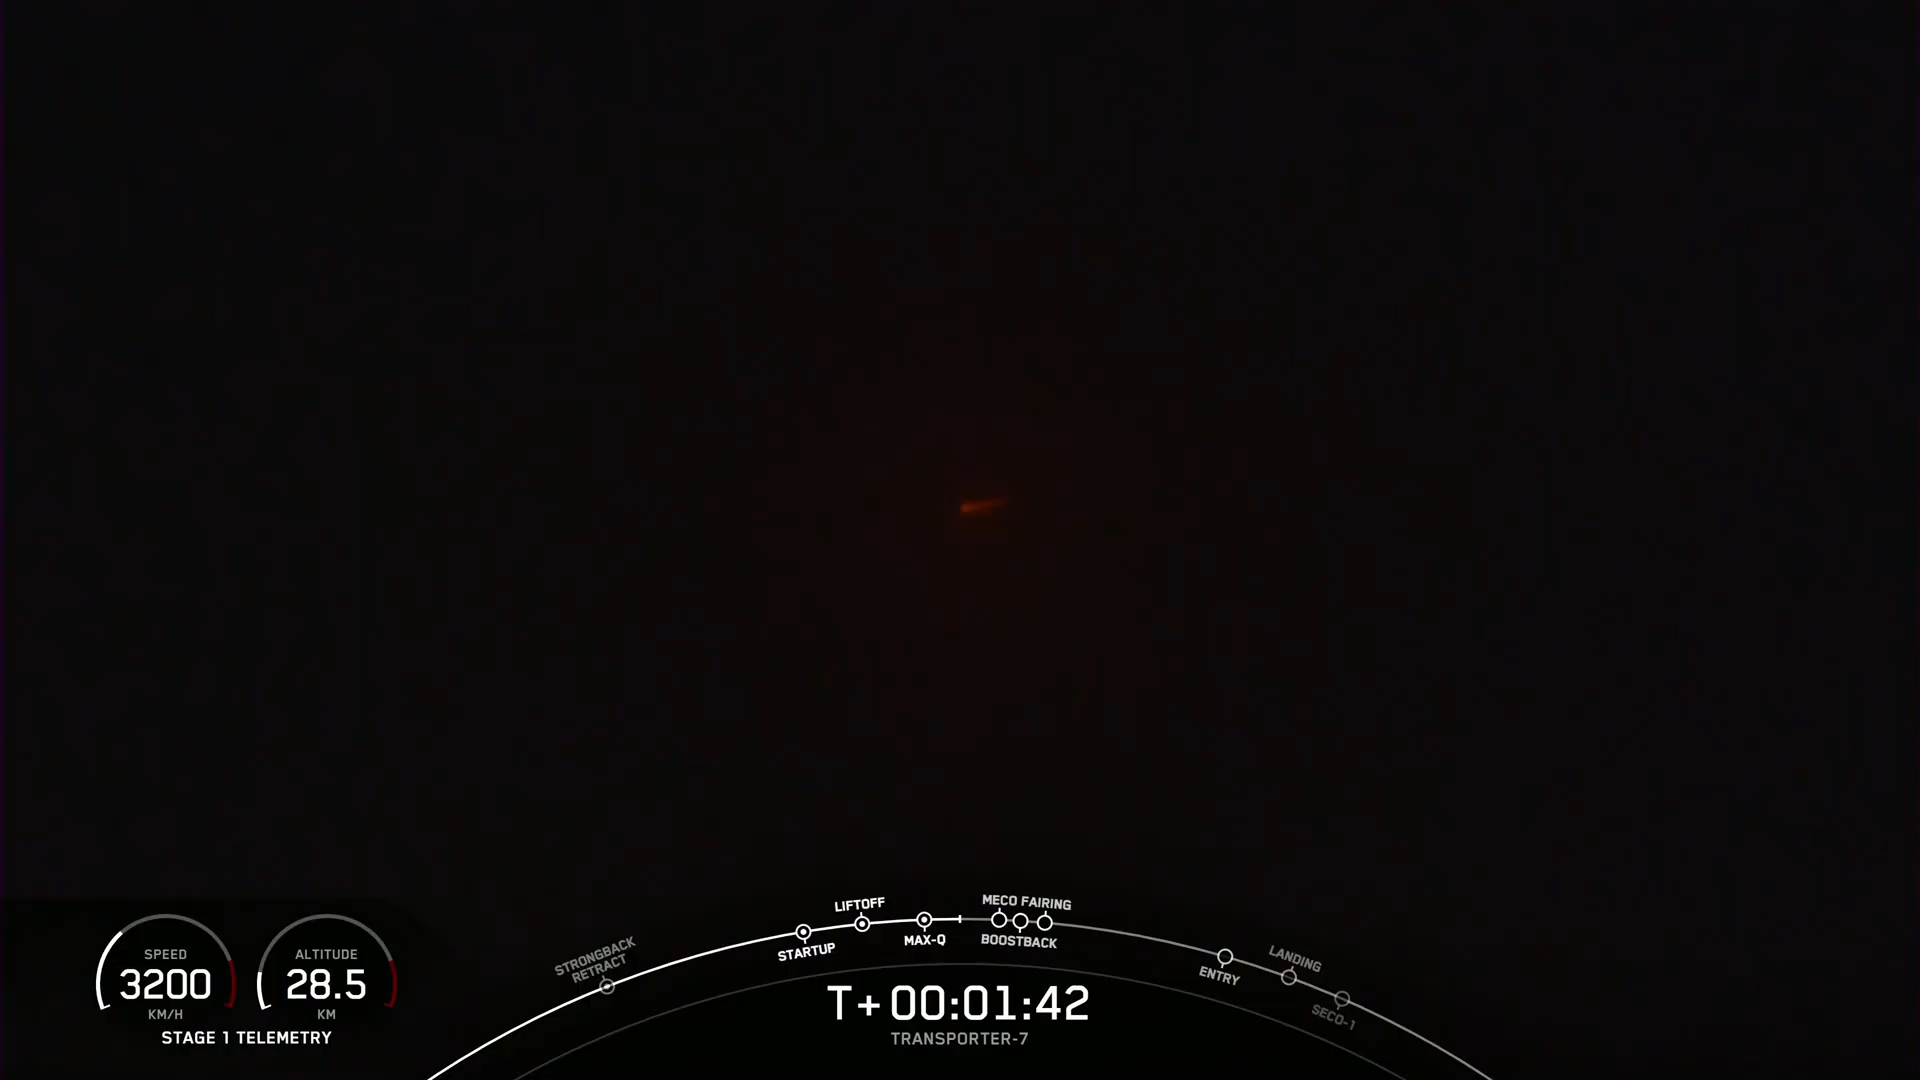 SPEED
3200
KM/H
ALTITUDE
28.5
KM
STAGE 1 TELEMETRY
STRONGBACK
RETRACT
STARTUP
LIFTOFF
MAX-Q
MECO FAIRING
BOOSTBACK
ENTRY
LANDING
SECO-1
T+00:01:42
TRANSPORTER-7